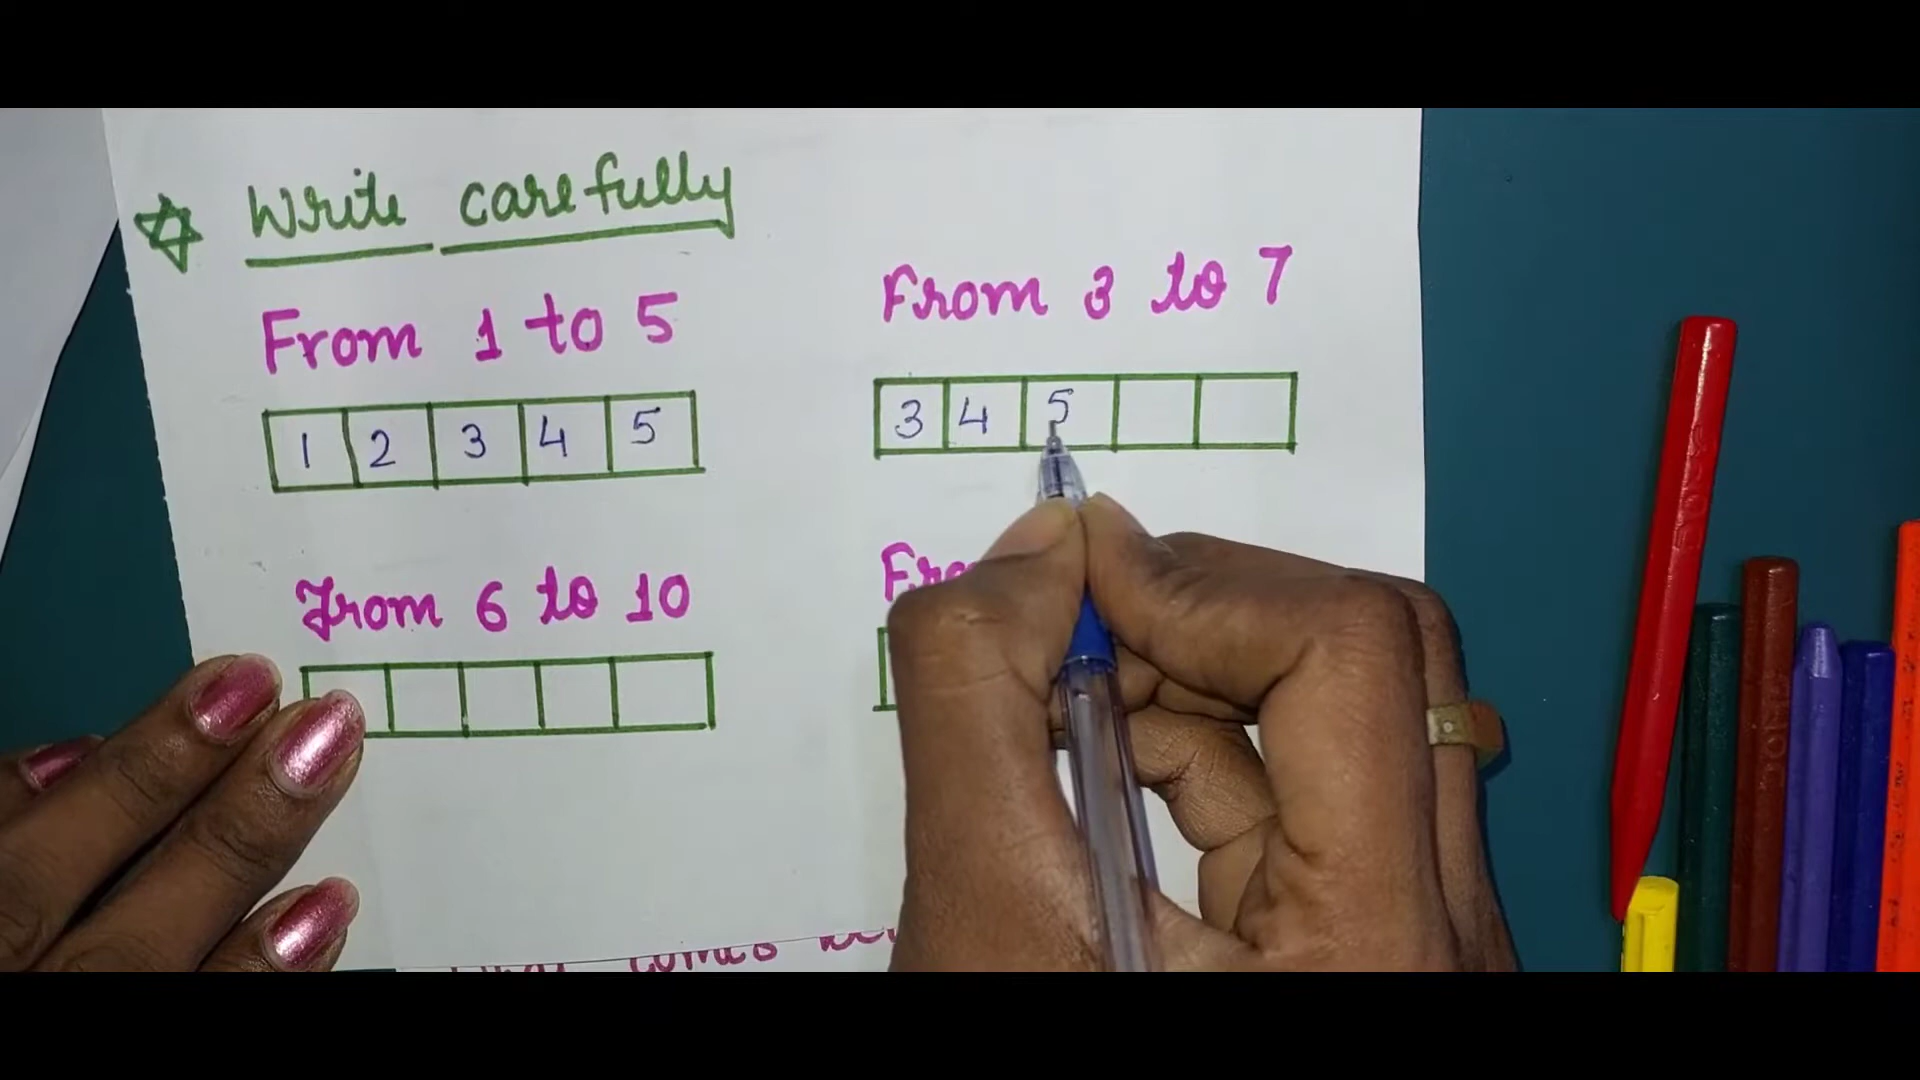 Write carefully
From 1 to 5
1 2 3 4 5
From 3 to 7
3 4 5
From 6 to 10
comes